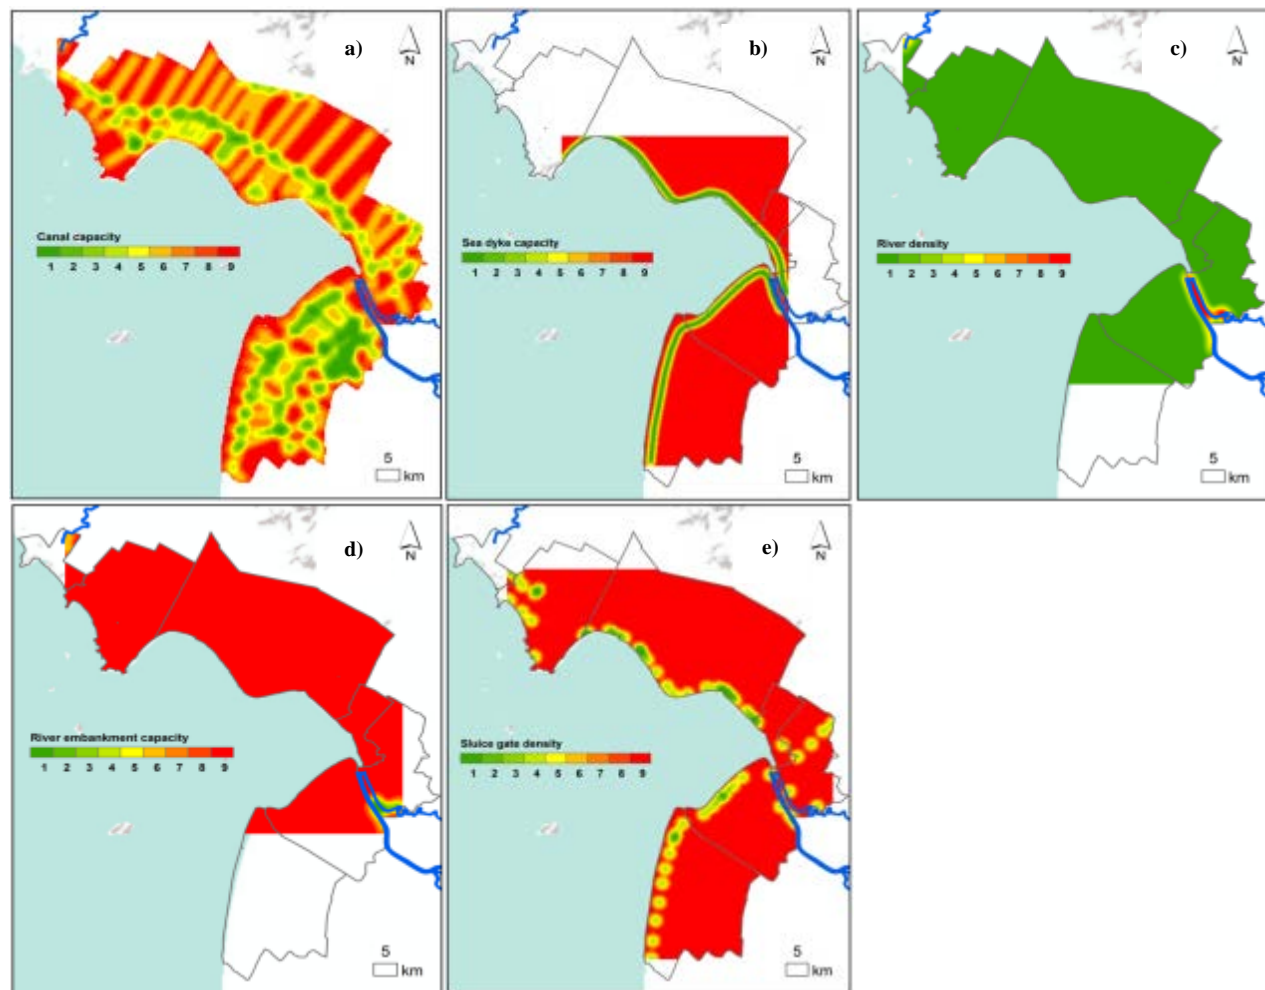 a)
N
Canal capacity
1 2 3 4 5 6 7 8 9
5
km
b)
N
Sea dyke capacity
1 2 3 4 5 6 7 8 9
5
km
c)
N
River density
1 2 3 4 5 6 7 8 9
5
km
d)
N
River embankment capacity
1 2 3 4 5 6 7 8 9
5
km
e)
N
Sluice gate density
1 2 3 4 5 6 7 8 9
5
km